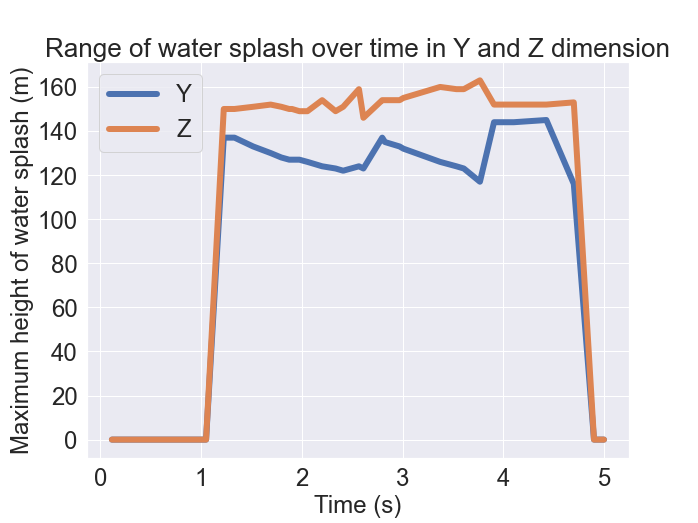 Range of water splash over time in Y and Z dimension
Maximum height of water splash (m)
160
140
120
100
80
60
40
20
0
Y
Z
0 1 2 3 4 5
Time (s)